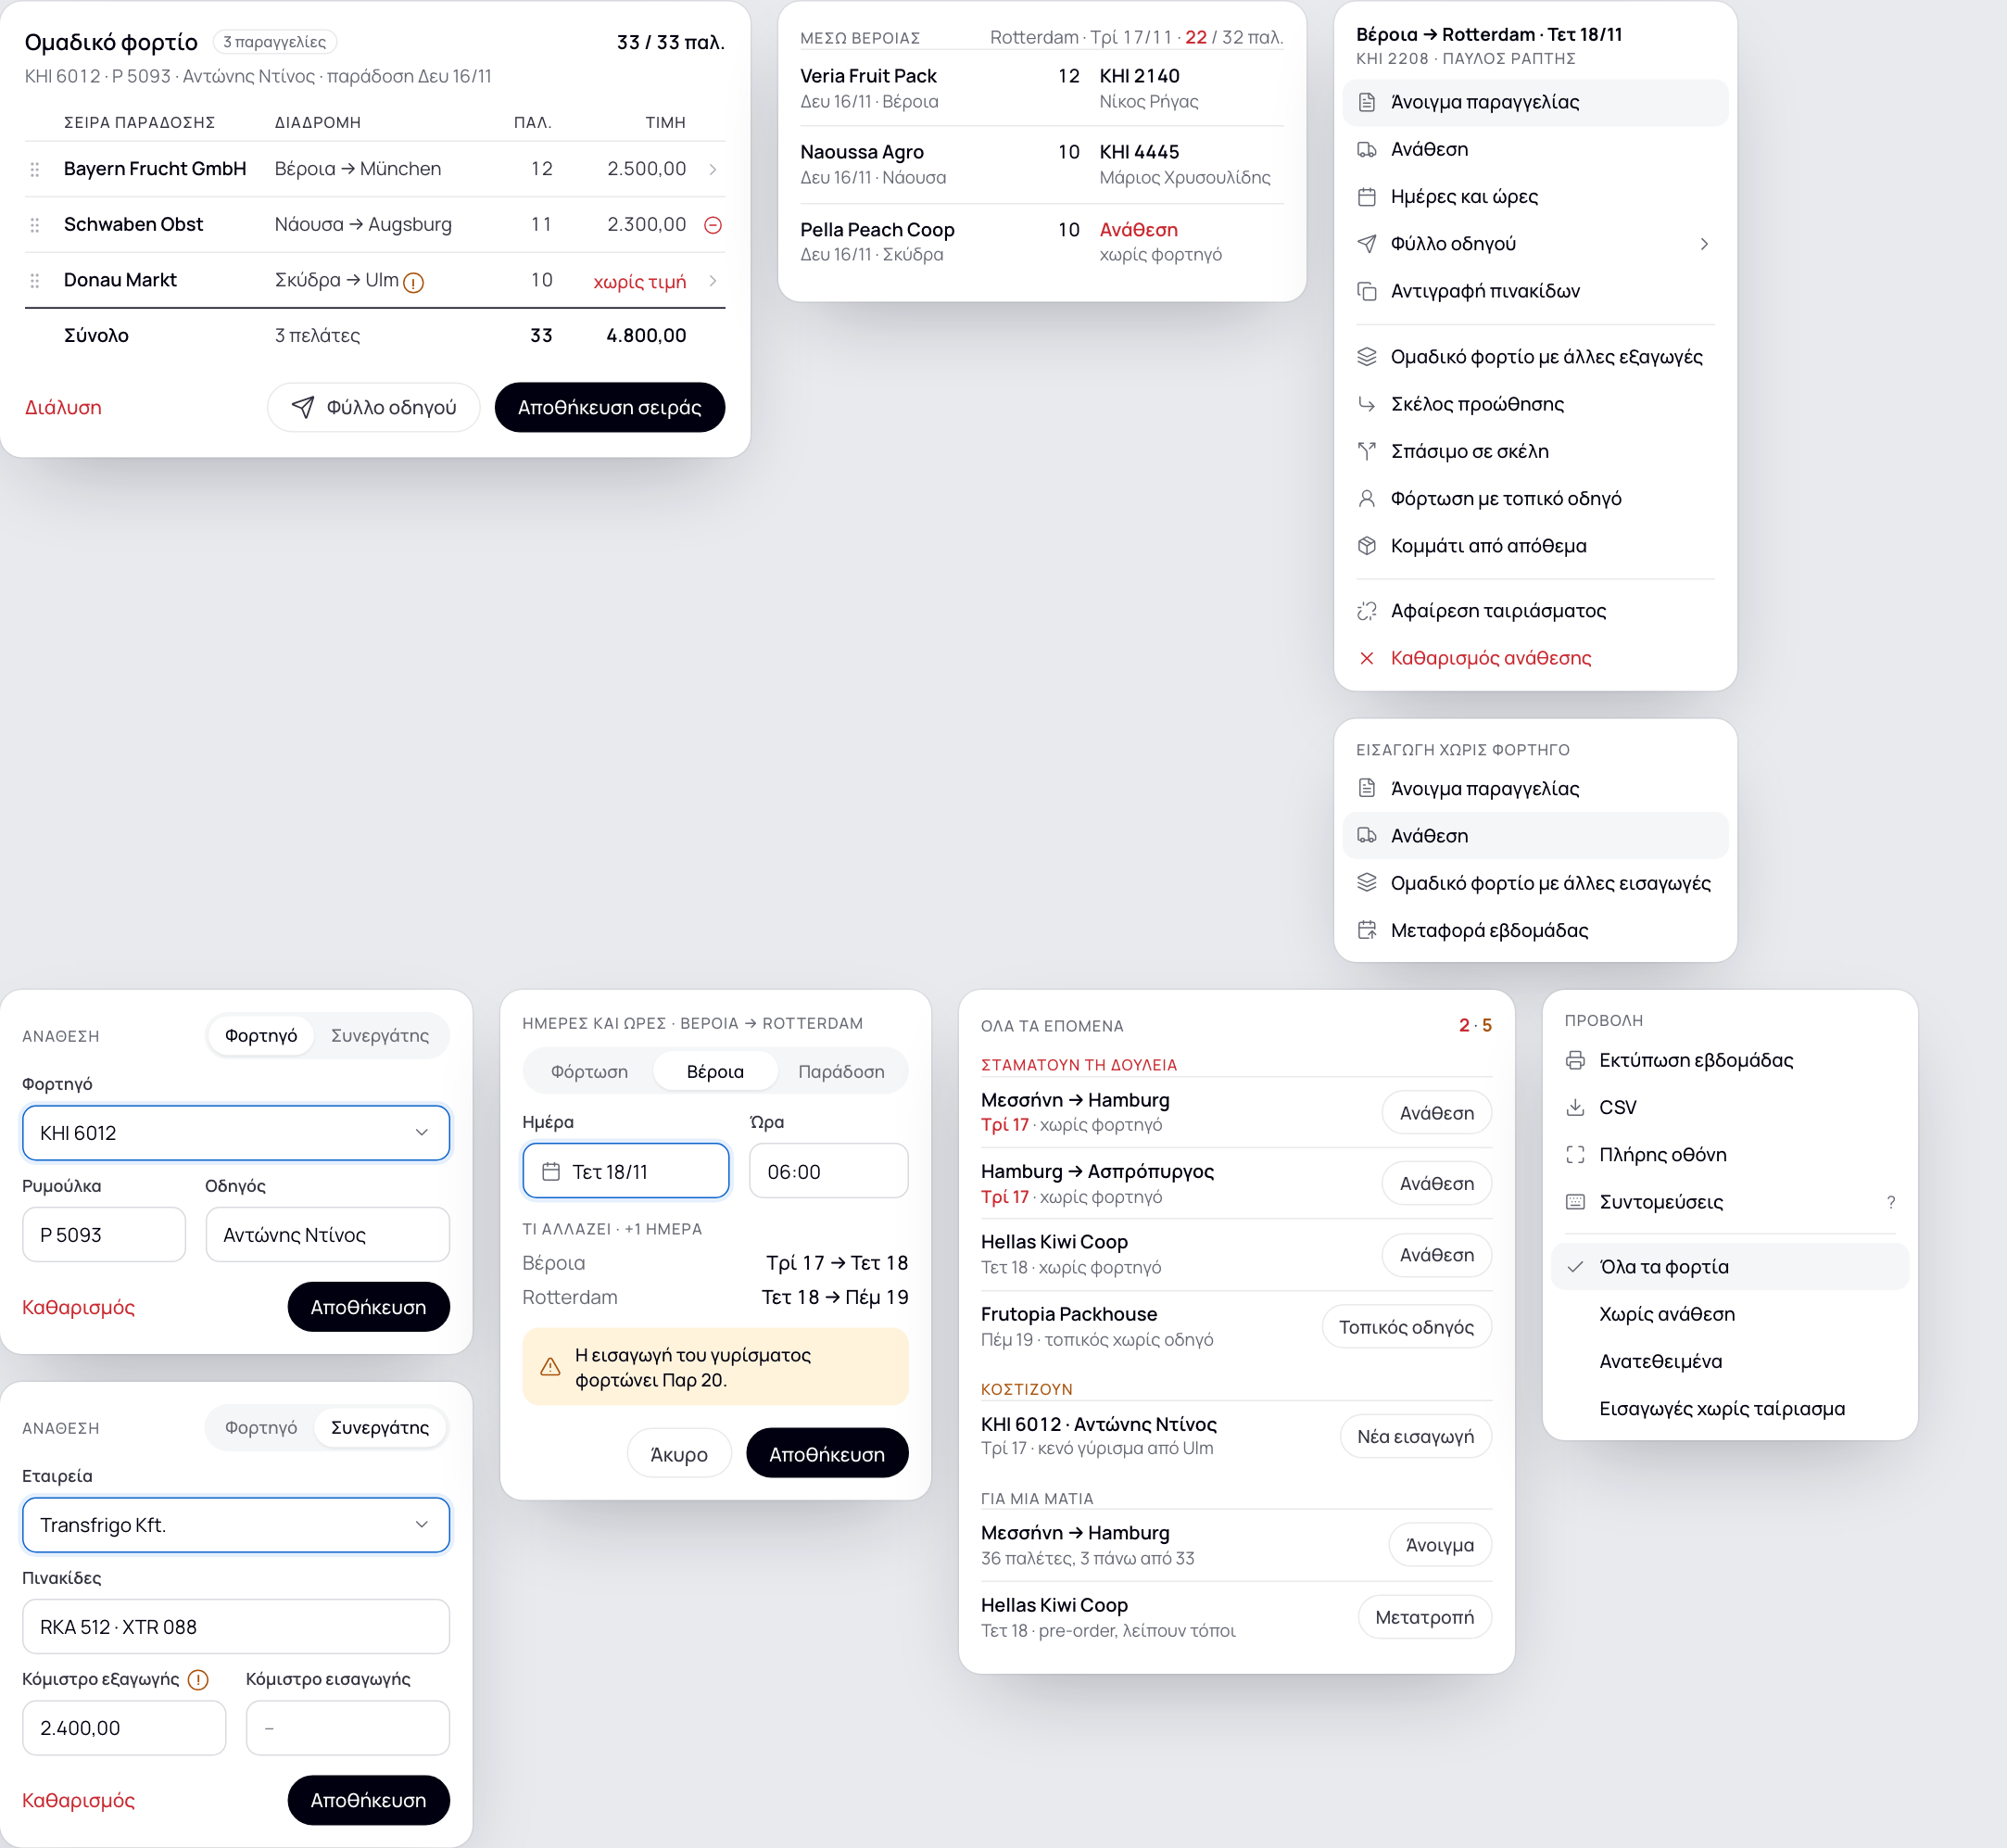 Ομαδικό φορτίο 3 παραγγελίες 33 / 33 παλ.
ΚΗΙ 6012 · Ρ 5093 · Αντώνης Ντίνος · παράδοση Δευ 16/11
ΣΕΙΡΑ ΠΑΡΑΔΟΣΗΣ ΔΙΑΔΡΟΜΗ ΠΑΛ. ΤΙΜΗ
Bayern Frucht GmbH Βέροια → München 12 2.500,00
Schwaben Obst Νάουσα → Augsburg 11 2.300,00
Donau Markt Σκύδρα → Ulm 10 χωρίς τιμή
Σύνολο 3 πελάτες 33 4.800,00
Διάλυση Φύλλο οδηγού Αποθήκευση σειράς
ΜΕΣΩ ΒΕΡΟΙΑΣ Rotterdam · Τρί 17/11 · 22 / 32 παλ.
Veria Fruit Pack 12 ΚΗΙ 2140
Δευ 16/11 · Βέροια Νίκος Ρήγας
Naoussa Agro 10 ΚΗΙ 4445
Δευ 16/11 · Νάουσα Μάριος Χρυσουλίδης
Pella Peach Coop 10 Ανάθεση
Δευ 16/11 · Σκύδρα χωρίς φορτηγό
Βέροια → Rotterdam · Τετ 18/11
ΚΗΙ 2208 · ΠΑΥΛΟΣ ΡΑΠΤΗΣ
Άνοιγμα παραγγελίας
Ανάθεση
Ημέρες και ώρες
Φύλλο οδηγού
Αντιγραφή πινακίδων
Ομαδικό φορτίο με άλλες εξαγωγές
Σκέλος προώθησης
Σπάσιμο σε σκέλη
Φόρτωση με τοπικό οδηγό
Κομμάτι από απόθεμα
Αφαίρεση ταιριάσματος
Καθαρισμός ανάθεσης
ΕΙΣΑΓΩΓΗ ΧΩΡΙΣ ΦΟΡΤΗΓΟ
Άνοιγμα παραγγελίας
Ανάθεση
Ομαδικό φορτίο με άλλες εισαγωγές
Μεταφορά εβδομάδας
ΑΝΑΘΕΣΗ Φορτηγό Συνεργάτης
Φορτηγό
ΚΗΙ 6012
Ρυμούλκα Οδηγός
Ρ 5093 Αντώνης Ντίνος
Καθαρισμός Αποθήκευση
ΑΝΑΘΕΣΗ Φορτηγό Συνεργάτης
Εταιρεία
Transfrigo Kft.
Πινακίδες
RKA 512 · XTR 088
Κόμιστρο εξαγωγής Κόμιστρο εισαγωγής
2.400,00 –
Καθαρισμός Αποθήκευση
ΗΜΕΡΕΣ ΚΑΙ ΩΡΕΣ · ΒΕΡΟΙΑ → ROTTERDAM
Φόρτωση Βέροια Παράδοση
Ημέρα Ώρα
Τετ 18/11 06:00
ΤΙ ΑΛΛΑΖΕΙ · +1 ΗΜΕΡΑ
Βέροια Τρί 17 → Τετ 18
Rotterdam Τετ 18 → Πέμ 19
Η εισαγωγή του γυρίσματος
φορτώνει Παρ 20.
Άκυρο Αποθήκευση
ΟΛΑ ΤΑ ΕΠΟΜΕΝΑ 2 · 5
ΣΤΑΜΑΤΟΥΝ ΤΗ ΔΟΥΛΕΙΑ
Μεσσήνη → Hamburg Ανάθεση
Τρί 17 · χωρίς φορτηγό
Hamburg → Ασπρόπυργος Ανάθεση
Τρί 17 · χωρίς φορτηγό
Hellas Kiwi Coop Ανάθεση
Τετ 18 · χωρίς φορτηγό
Frutopia Packhouse Τοπικός οδηγός
Πέμ 19 · τοπικός χωρίς οδηγό
ΚΟΣΤΙΖΟΥΝ
ΚΗΙ 6012 · Αντώνης Ντίνος Νέα εισαγωγή
Τρί 17 · κενό γύρισμα από Ulm
ΓΙΑ ΜΙΑ ΜΑΤΙΑ
Μεσσήνη → Hamburg Άνοιγμα
36 παλέτες, 3 πάνω από 33
Hellas Kiwi Coop Μετατροπή
Τετ 18 · pre-order, λείπουν τόποι
ΠΡΟΒΟΛΗ
Εκτύπωση εβδομάδας
CSV
Πλήρης οθόνη
Συντομεύσεις ?
Όλα τα φορτία
Χωρίς ανάθεση
Ανατεθειμένα
Εισαγωγές χωρίς ταίριασμα